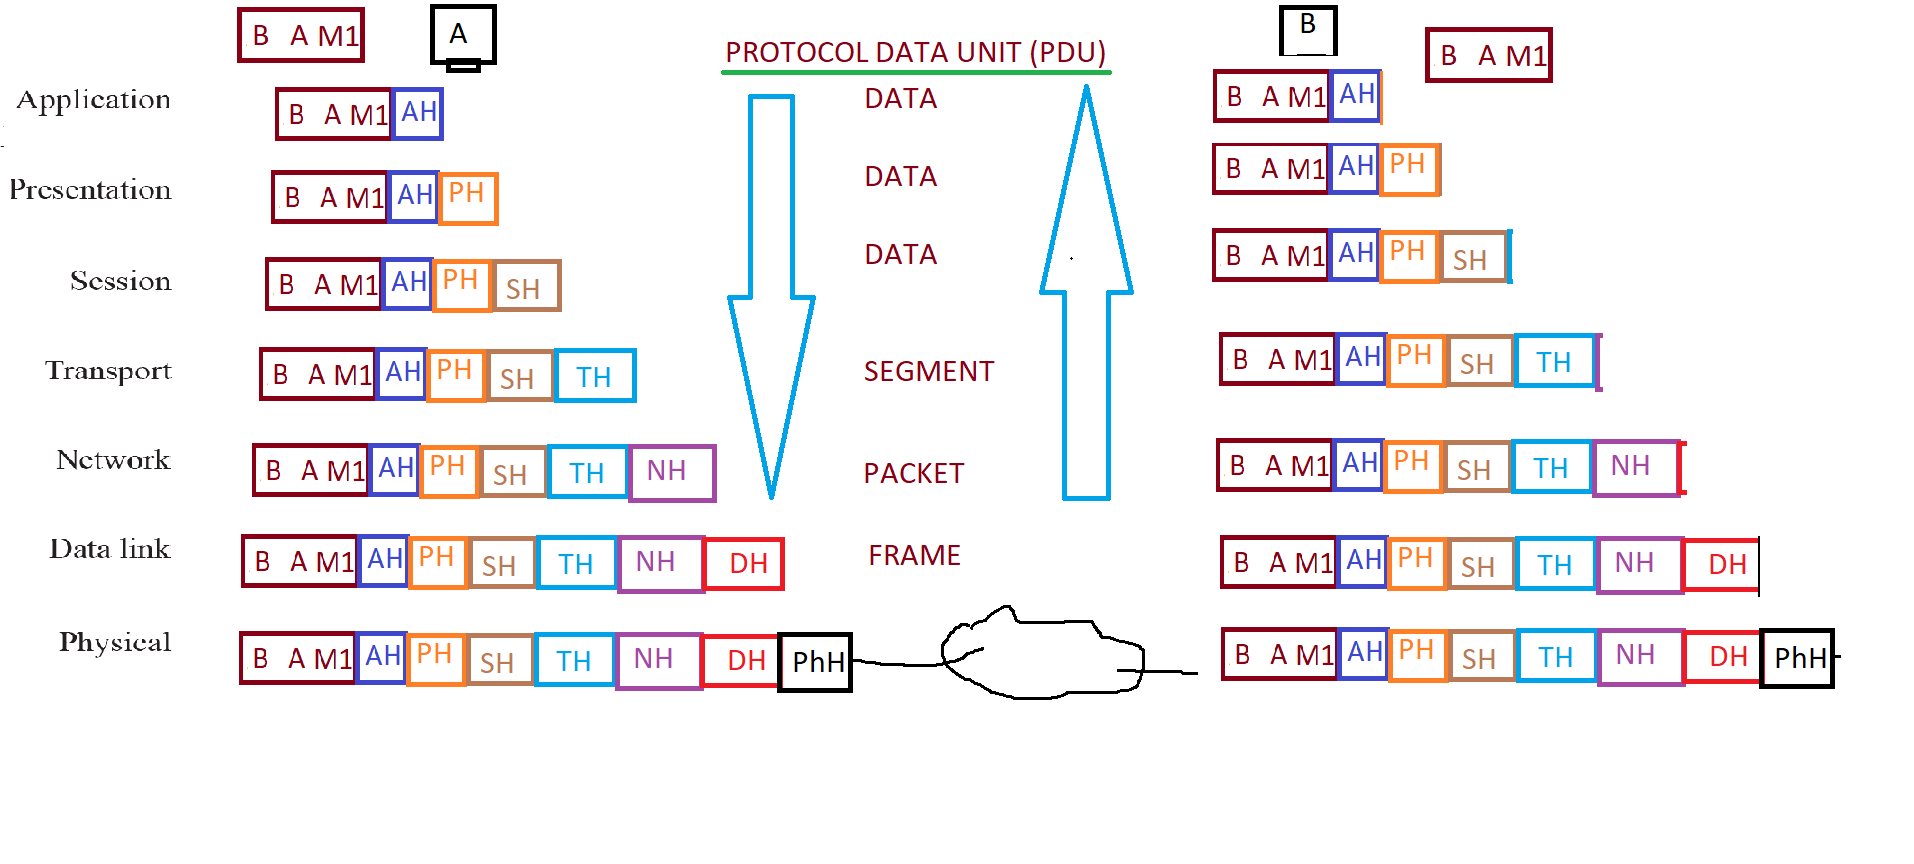 B A M1 A PROTOCOL DATA UNIT (PDU) B B A M1
Application B A M1 AH DATA B A M1 AH
Presentation B A M1 AH PH DATA B A M1 AH PH
Session B A M1 AH PH SH DATA B A M1 AH PH SH
Transport B A M1 AH PH SH TH SEGMENT B A M1 AH PH SH TH
Network B A M1 AH PH SH TH NH PACKET B A M1 AH PH SH TH NH
Data link B A M1 AH PH SH TH NH DH FRAME B A M1 AH PH SH TH NH DH
Physical B A M1 AH PH SH TH NH DH PhH B A M1 AH PH SH TH NH DH PhH